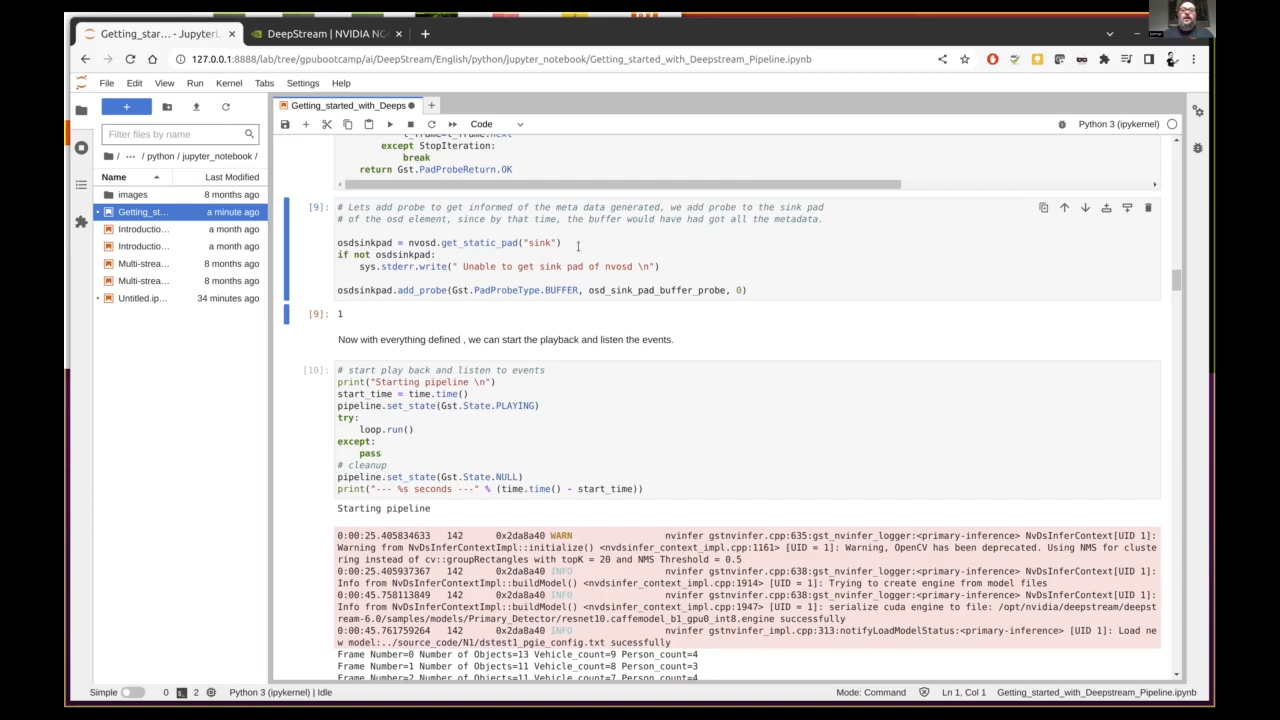 Getting_star... - JupyterL
DeepStream | NVIDIA NG
127.0.0.1:8888/lab/tree/gpubootcamp/ai/DeepStream/English/python/jupyter_notebook/Getting_started_with_Deepstream_Pipeline.ipynb
File Edit View Run Kernel Tabs Settings Help
Getting_started_with_Deeps
Code
Python 3 (ipykernel)
Filter files by name
/ ··· / python / jupyter_notebook /
Name Last Modified
images 8 months ago
Getting_st... a minute ago
Introductio... a month ago
Introductio... a month ago
Multi-strea... 8 months ago
Multi-strea... 8 months ago
Untitled.ip... 34 minutes ago
except StopIteration:
break
return Gst.PadProbeReturn.OK
[9]: # Lets add probe to get informed of the meta data generated, we add probe to the sink pad
# of the osd element, since by that time, the buffer would have had got all the metadata.
osdsinkpad = nvosd.get_static_pad("sink")
if not osdsinkpad:
sys.stderr.write(" Unable to get sink pad of nvosd \n")
osdsinkpad.add_probe(Gst.PadProbeType.BUFFER, osd_sink_pad_buffer_probe, 0)
[9]: 1
Now with everything defined , we can start the playback and listen the events.
[10]: # start play back and listen to events
print("Starting pipeline \n")
start_time = time.time()
pipeline.set_state(Gst.State.PLAYING)
try:
loop.run()
except:
pass
# cleanup
pipeline.set_state(Gst.State.NULL)
print("--- %s seconds ---" % (time.time() - start_time))
Starting pipeline
0:00:25.405834633 142 0x2da8a40 WARN nvinfer gstnvinfer.cpp:635:gst_nvinfer_logger:<primary-inference> NvDsInferContext[UID 1]:
Warning from NvDsInferContextImpl::initialize() <nvdsinfer_context_impl.cpp:1161> [UID = 1]: Warning, OpenCV has been deprecated. Using NMS for cluste
ring instead of cv::groupRectangles with topK = 20 and NMS Threshold = 0.5
0:00:25.405937367 142 0x2da8a40 INFO nvinfer gstnvinfer.cpp:638:gst_nvinfer_logger:<primary-inference> NvDsInferContext[UID 1]:
Info from NvDsInferContextImpl::buildModel() <nvdsinfer_context_impl.cpp:1914> [UID = 1]: Trying to create engine from model files
0:00:45.758113849 142 0x2da8a40 INFO nvinfer gstnvinfer.cpp:638:gst_nvinfer_logger:<primary-inference> NvDsInferContext[UID 1]:
Info from NvDsInferContextImpl::buildModel() <nvdsinfer_context_impl.cpp:1947> [UID = 1]: serialize cuda engine to file: /opt/nvidia/deepstream/deepst
ream-6.0/samples/models/Primary_Detector/resnet10.caffemodel_b1_gpu0_int8.engine successfully
0:00:45.761759264 142 0x2da8a40 INFO nvinfer gstnvinfer_impl.cpp:313:notifyLoadModelStatus:<primary-inference> [UID 1]: Load ne
w model:../source_code/N1/dstest1_pgie_config.txt sucessfully
Frame Number=0 Number of Objects=13 Vehicle_count=9 Person_count=4
Frame Number=1 Number of Objects=11 Vehicle_count=8 Person_count=3
Frame Number=2 Number of Objects=11 Vehicle_count=7 Person_count=4
Simple 0 2 Python 3 (ipykernel) | Idle
Mode: Command Ln 1, Col 1 Getting_started_with_Deepstream_Pipeline.ipynb